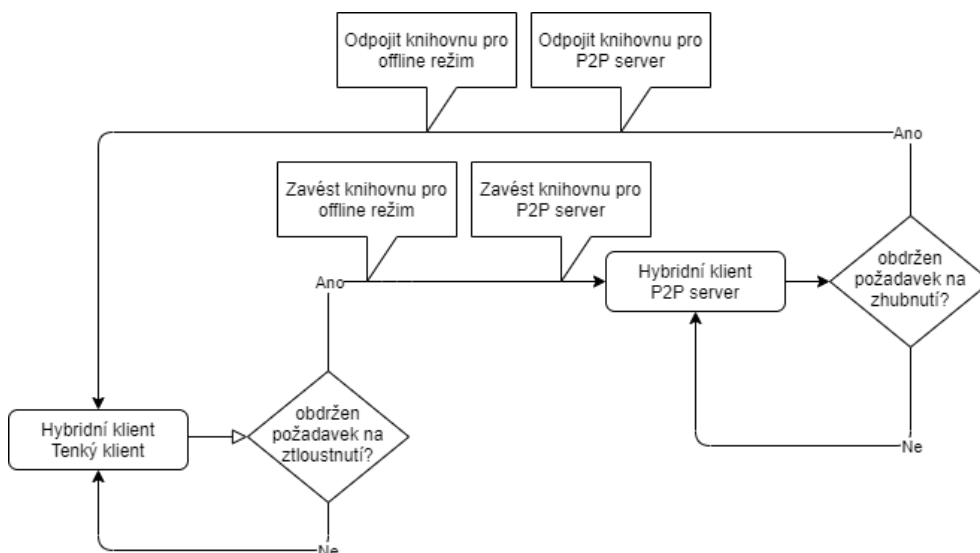 Odpojit knihovnu pro
offline režim
Odpojit knihovnu pro
P2P server
Ano
Zavést knihovnu pro
offline režim
Zavést knihovnu pro
P2P server
Ano
Hybridní klient
P2P server
obdržen
požadavek na
zhubnutí?
Hybridní klient
Tenký klient
obdržen
požadavek na
ztloustnutí?
Ne
Ne